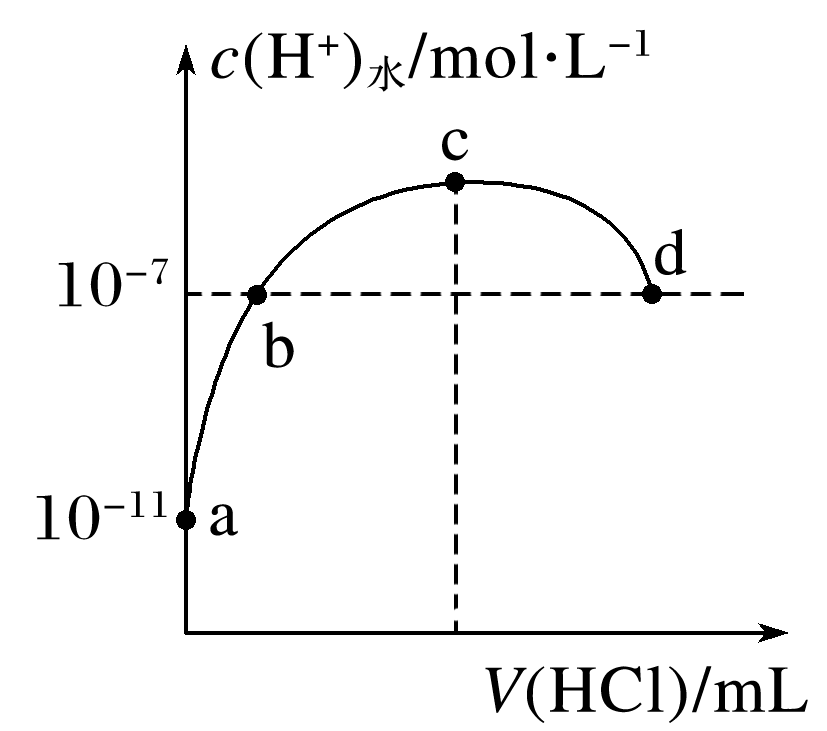 c(H⁺)水/mol·L⁻¹
c
10⁻⁷
d
b
10⁻¹¹
a
V(HCl)/mL